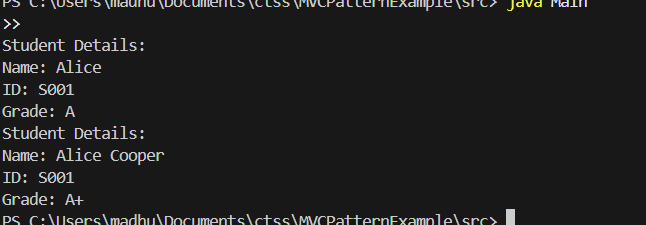 PS C:\Users\madhu\Documents\ctss\MVCPatternExample\src> java Main
>>
Student Details:
Name: Alice
ID: S001
Grade: A
Student Details:
Name: Alice Cooper
ID: S001
Grade: A+
PS C:\Users\madhu\Documents\ctss\MVCPatternExample\src>